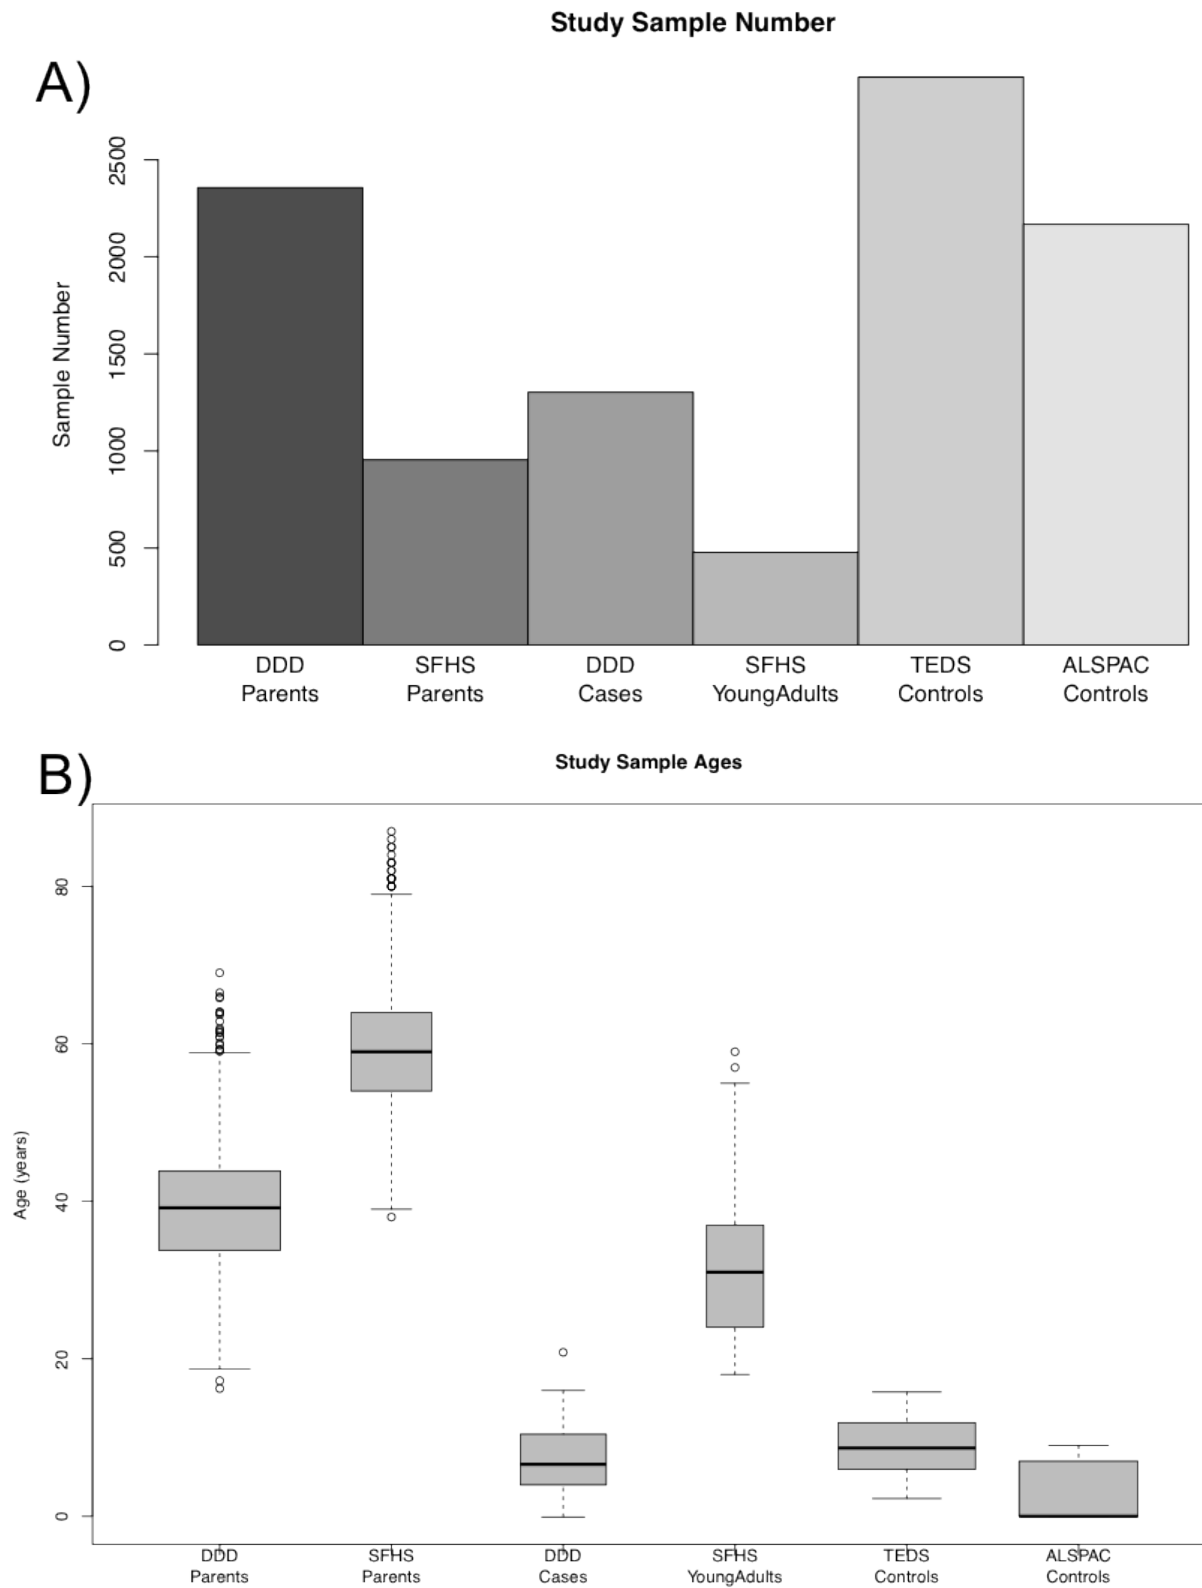 Study Sample Number
A)
2500
2000
1500
1000
500
0
Sample Number
DDD SFHS DDD SFHS TEDS ALSPAC
Parents Parents Cases YoungAdults Controls Controls
B)
Study Sample Ages
80
60
40
20
0
Age (years)
DDD SFHS DDD SFHS TEDS ALSPAC
Parents Parents Cases YoungAdults Controls Controls